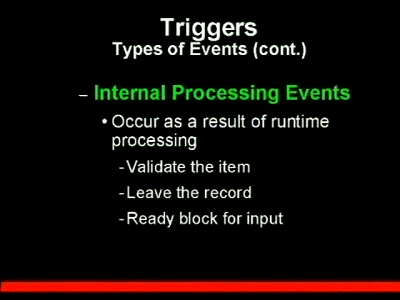 Triggers
Types of Events (cont.)
– Internal Processing Events
• Occur as a result of runtime
processing
-Validate the item
-Leave the record
-Ready block for input